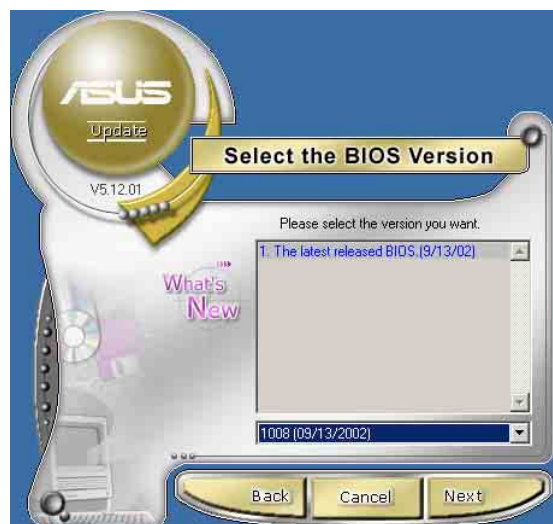 ASUS
Update
V5.12.01
Select the BIOS Version
Please select the version you want.
1. The latest released BIOS.(9/13/02)
What's
New
1008 (09/13/2002)
Back
Cancel
Next